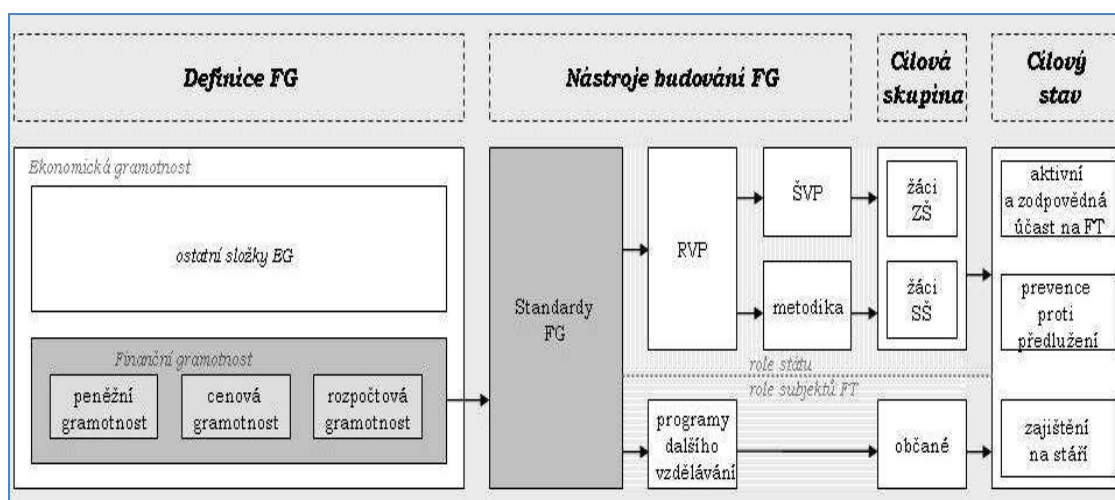 Definice FG
Nástroje budování FG
Cílová
skupina
Cílový
stav
Ekonomická gramotnost
ostatní složky EG
Finanční gramotnost
peněžní
gramotnost
cenová
gramotnost
rozpočtová
gramotnost
Standardy
FG
RVP
ŠVP
metodika
role státu
role subjektů FT
programy
dalšího
vzdělávání
žáci
ZŠ
žáci
SŠ
občané
aktivní
a zodpovědná
účast na FT
prevence
proti
předlužení
zajištění
na stáří